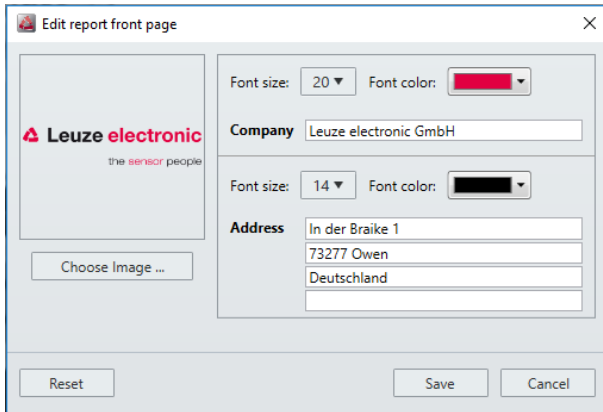 Edit report front page
Leuze electronic
the sensor people
Choose Image ...
Font size: 20 Font color:
Company Leuze electronic GmbH
Font size: 14 Font color:
Address In der Braike 1
73277 Owen
Deutschland
Reset Save Cancel